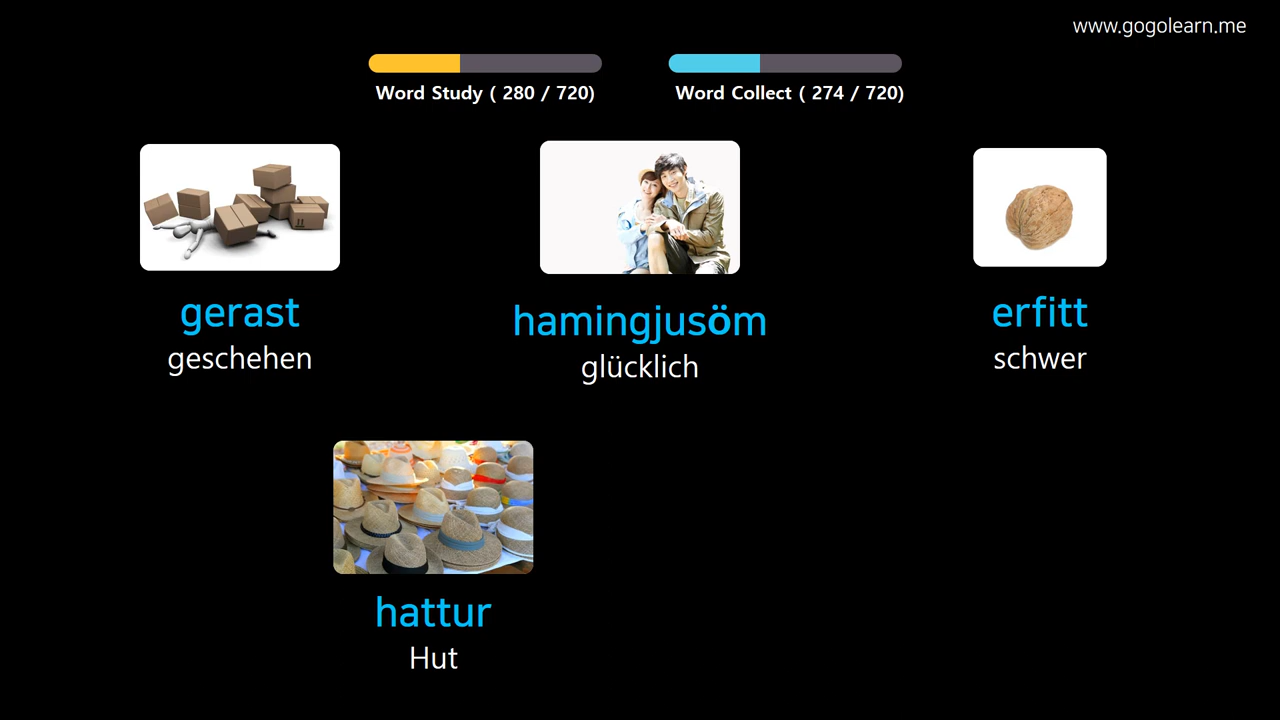 www.gogolearn.me
Word Study ( 280 / 720)
Word Collect ( 274 / 720)
gerast
geschehen
hamingjusöm
glücklich
erfitt
schwer
hattur
Hut